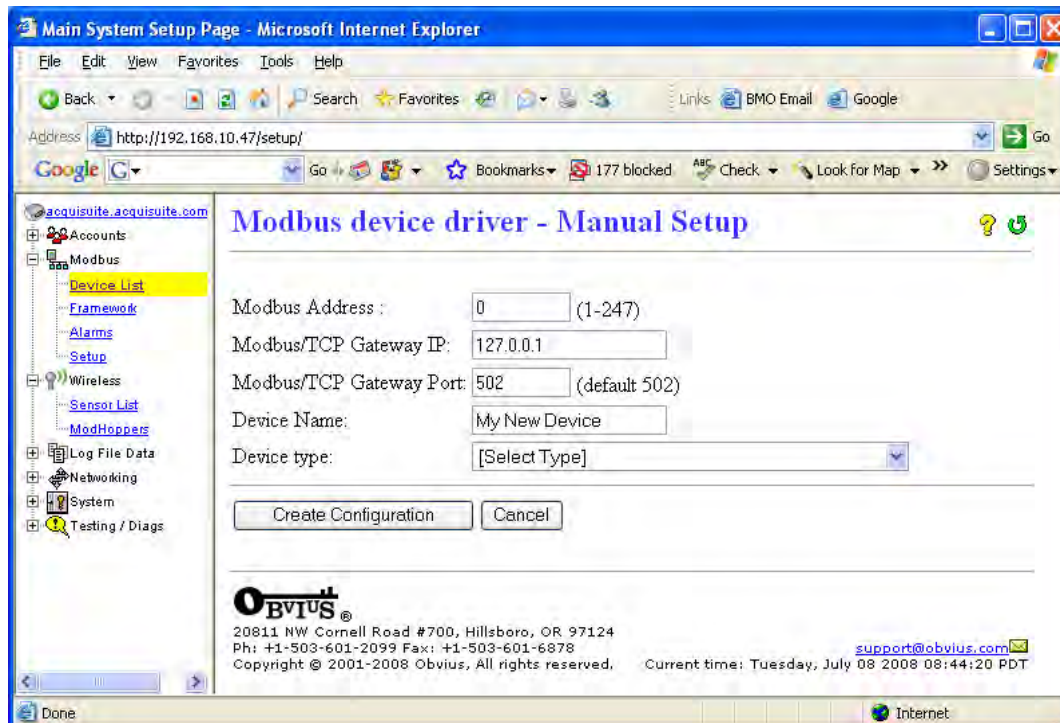 Main System Setup Page - Microsoft Internet Explorer
File Edit View Favorites Tools Help
Back Search Favorites Links BMO Email Google
Address http://192.168.10.47/setup/ Go
Google G Go Bookmarks 177 blocked ABC Check Look for Map » Settings
acquisuite.acquisuite.com
Accounts
Modbus
Device List
Framework
Alarms
Setup
Wireless
Sensor List
ModHoppers
Log File Data
Networking
System
Testing / Diags
Modbus device driver - Manual Setup
Modbus Address : 0 (1-247)
Modbus/TCP Gateway IP: 127.0.0.1
Modbus/TCP Gateway Port: 502 (default 502)
Device Name: My New Device
Device type: [Select Type]
Create Configuration Cancel
OBVIUS ®
20811 NW Cornell Road #700, Hillsboro, OR 97124
Ph: +1-503-601-2099 Fax: +1-503-601-6878 support@obvius.com
Copyright © 2001-2008 Obvius, All rights reserved. Current time: Tuesday, July 08 2008 08:44:20 PDT
Done Internet